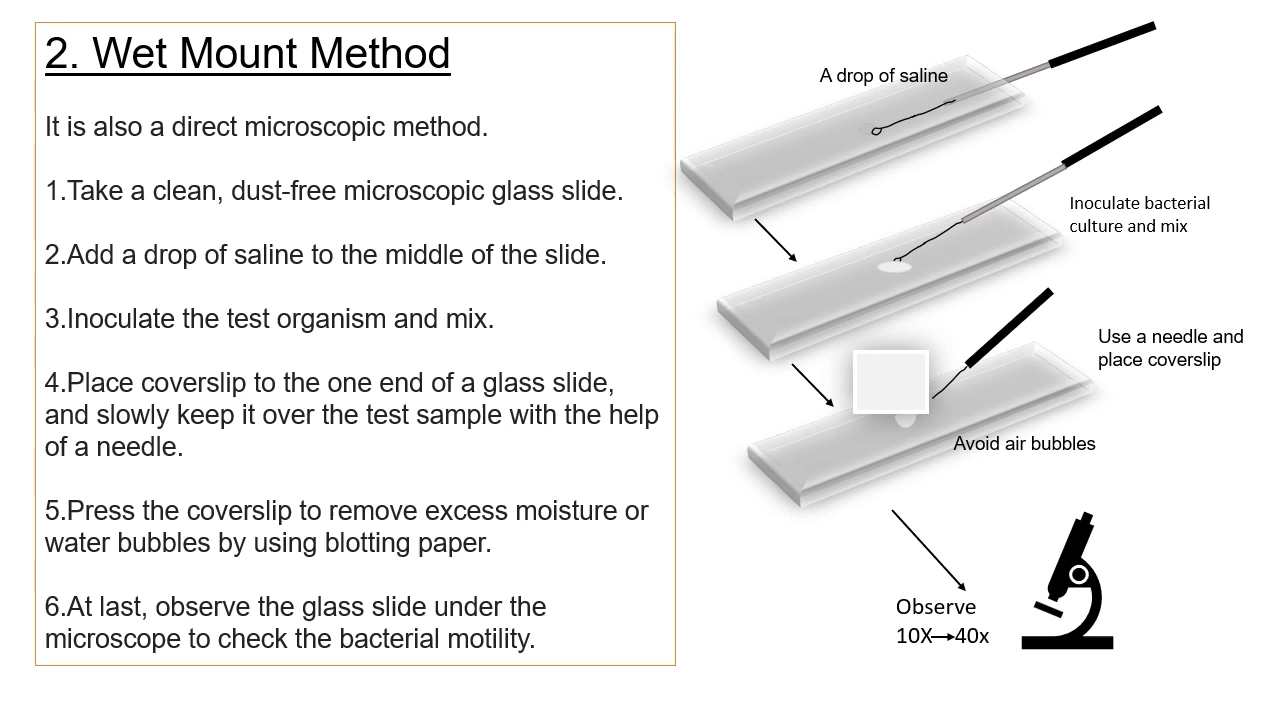 2. Wet Mount Method
It is also a direct microscopic method.
1.Take a clean, dust-free microscopic glass slide.
2.Add a drop of saline to the middle of the slide.
3.Inoculate the test organism and mix.
4.Place coverslip to the one end of a glass slide,
and slowly keep it over the test sample with the help
of a needle.
5.Press the coverslip to remove excess moisture or
water bubbles by using blotting paper.
6.At last, observe the glass slide under the
microscope to check the bacterial motility.
A drop of saline
Inoculate bacterial
culture and mix
Use a needle and
place coverslip
Avoid air bubbles
Observe
10X→40x